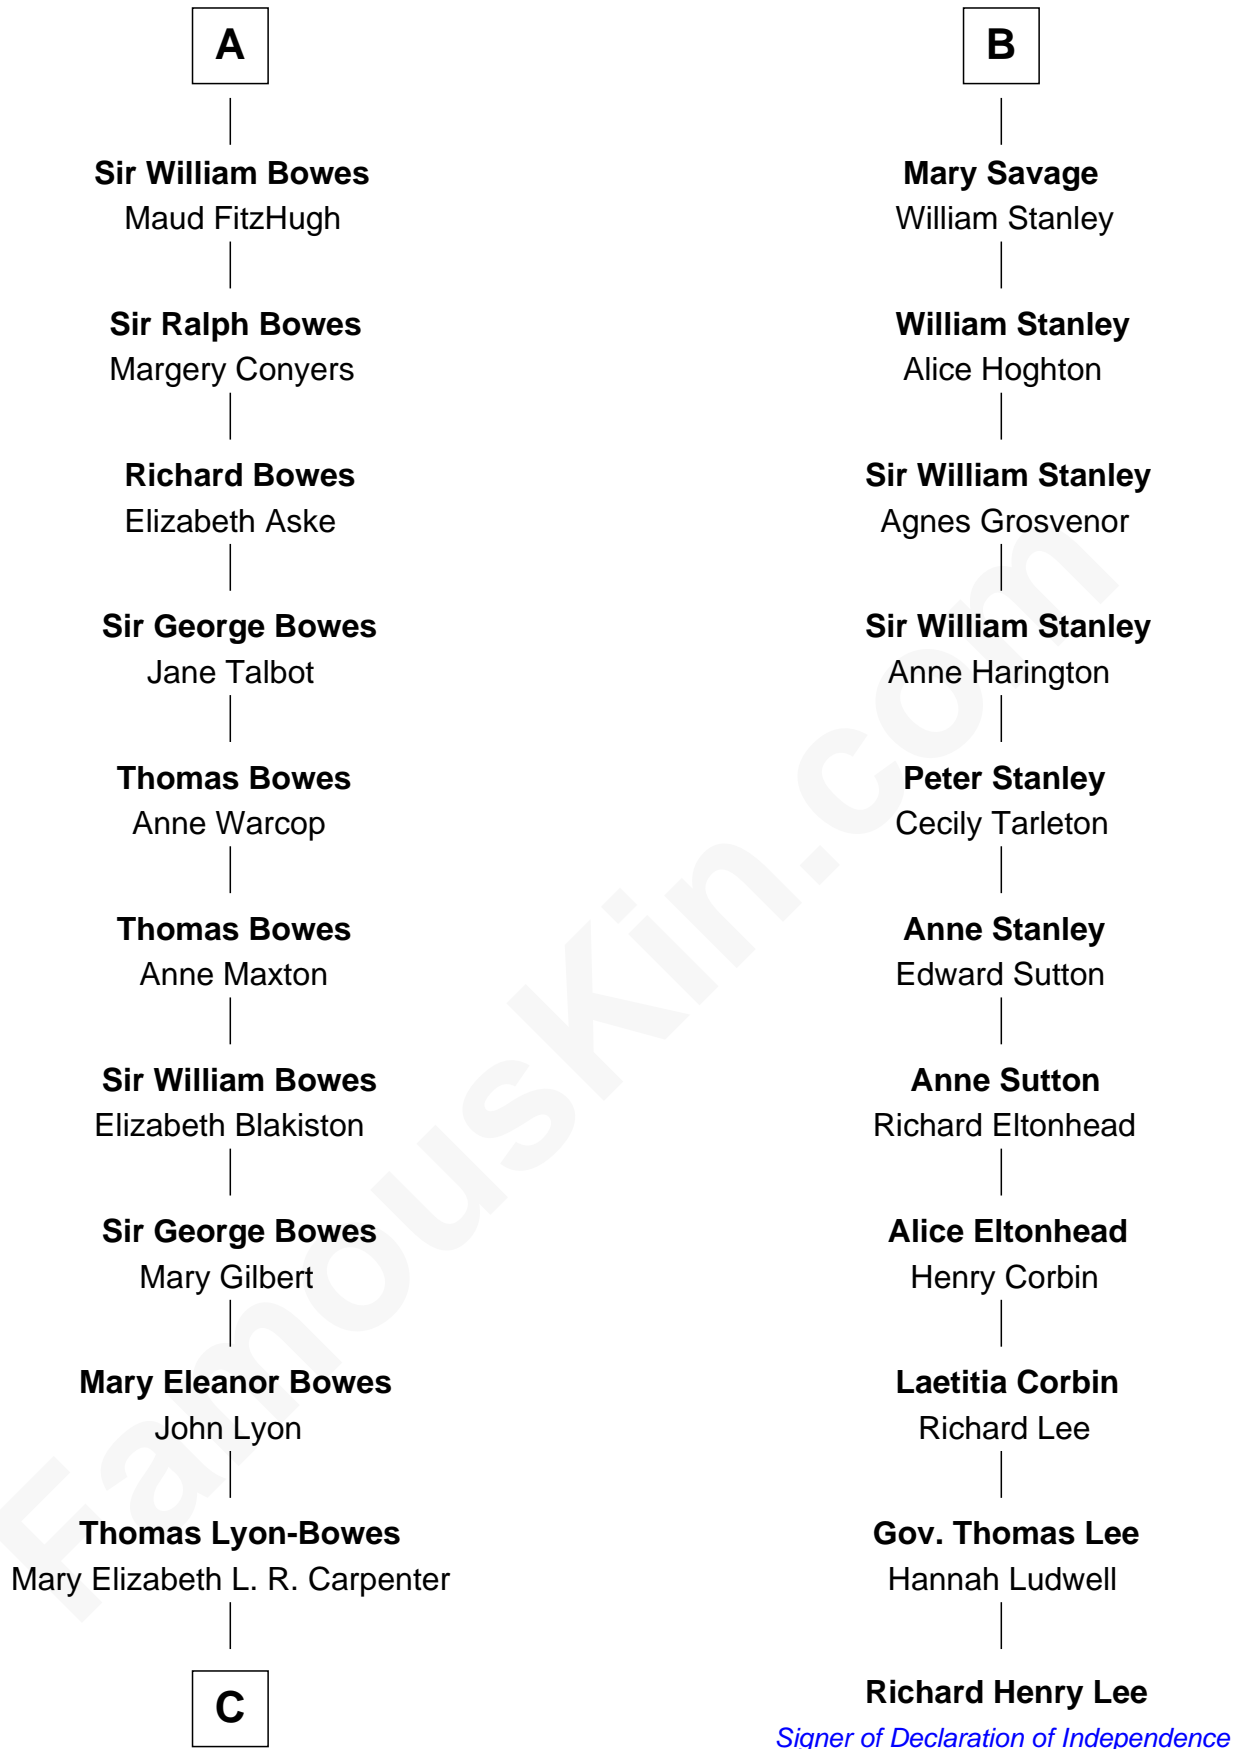 A
Sir William Bowes
Maud FitzHugh
Sir Ralph Bowes
Margery Conyers
Richard Bowes
Elizabeth Aske
Sir George Bowes
Jane Talbot
Thomas Bowes
Anne Warcop
Thomas Bowes
Anne Maxton
Sir William Bowes
Elizabeth Blakiston
Sir George Bowes
Mary Gilbert
Mary Eleanor Bowes
John Lyon
Thomas Lyon-Bowes
Mary Elizabeth L. R. Carpenter
C
B
Mary Savage
William Stanley
William Stanley
Alice Hoghton
Sir William Stanley
Agnes Grosvenor
Sir William Stanley
Anne Harington
Peter Stanley
Cecily Tarleton
Anne Stanley
Edward Sutton
Anne Sutton
Richard Eltonhead
Alice Eltonhead
Henry Corbin
Laetitia Corbin
Richard Lee
Gov. Thomas Lee
Hannah Ludwell
Richard Henry Lee
Signer of Declaration of Independence
FamousKin.com